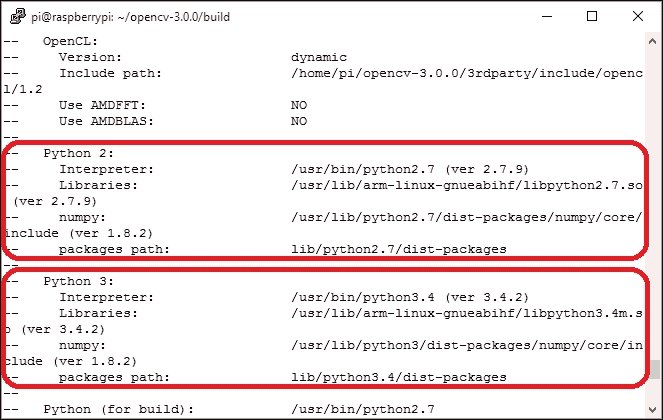 pi@raspberrypi: ~/opencv-3.0.0/build
--   OpenCL:
--     Version:                     dynamic
--     Include path:                /home/pi/opencv-3.0.0/3rdparty/include/openc
l/1.2
--     Use AMDFFT:                  NO
--     Use AMDBLAS:                 NO
--
--   Python 2:
--     Interpreter:                 /usr/bin/python2.7 (ver 2.7.9)
--     Libraries:                   /usr/lib/arm-linux-gnueabihf/libpython2.7.so
 (ver 2.7.9)
--     numpy:                       /usr/lib/python2.7/dist-packages/numpy/core/
include (ver 1.8.2)
--     packages path:               lib/python2.7/dist-packages
--
--   Python 3:
--     Interpreter:                 /usr/bin/python3.4 (ver 3.4.2)
--     Libraries:                   /usr/lib/arm-linux-gnueabihf/libpython3.4m.s
o (ver 3.4.2)
--     numpy:                       /usr/lib/python3/dist-packages/numpy/core/in
clude (ver 1.8.2)
--     packages path:               lib/python3.4/dist-packages
--
--   Python (for build):            /usr/bin/python2.7